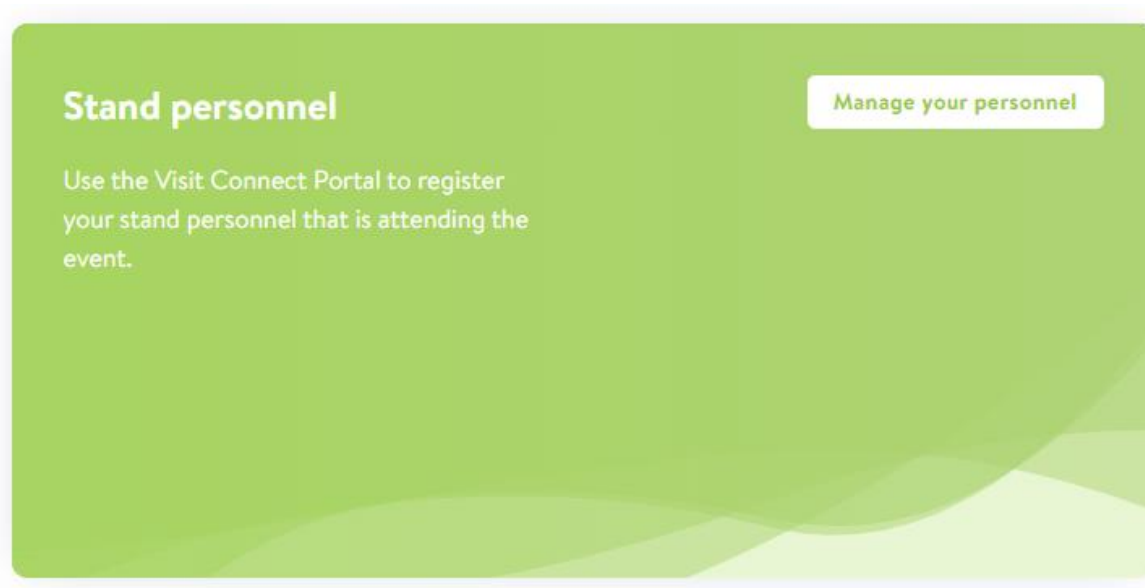 Stand personnel
Manage your personnel
Use the Visit Connect Portal to register
your stand personnel that is attending the
event.